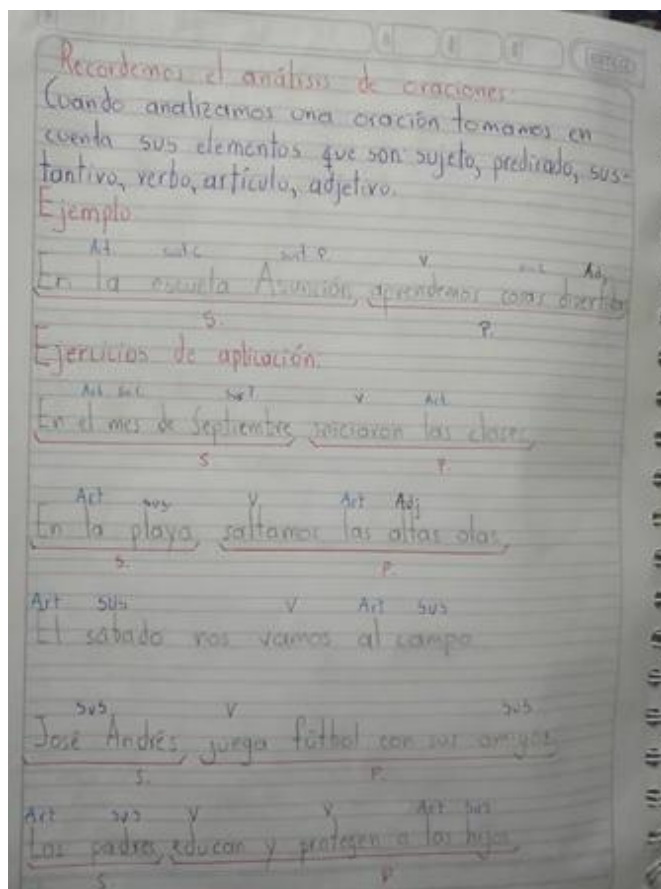 Recordemos el análisis de oraciones.
Cuando analizamos una oración tomamos en
cuenta sus elementos que son: sujeto, predicado, sus-
tantivo, verbo, artículo, adjetivo.
Ejemplo
Art. sust c sust P V sust c Adj
En la escuela Asunción, aprendemos cosas divertidas
S. P.
Ejercicios de aplicación.
Art sust c sust P V Art
En el mes de Septiembre, iniciaron las clases,
S P.
Art sus V Art Adj
En la playa, saltamos las altas olas,
S. P.
Art sus V Art sus
El sábado nos vamos al campo
sus V sus
José Andrés, juega fútbol con sus amigos
S. P.
Art sus V V Art sus
Los padres, educan y protegen a los hijos
S. P